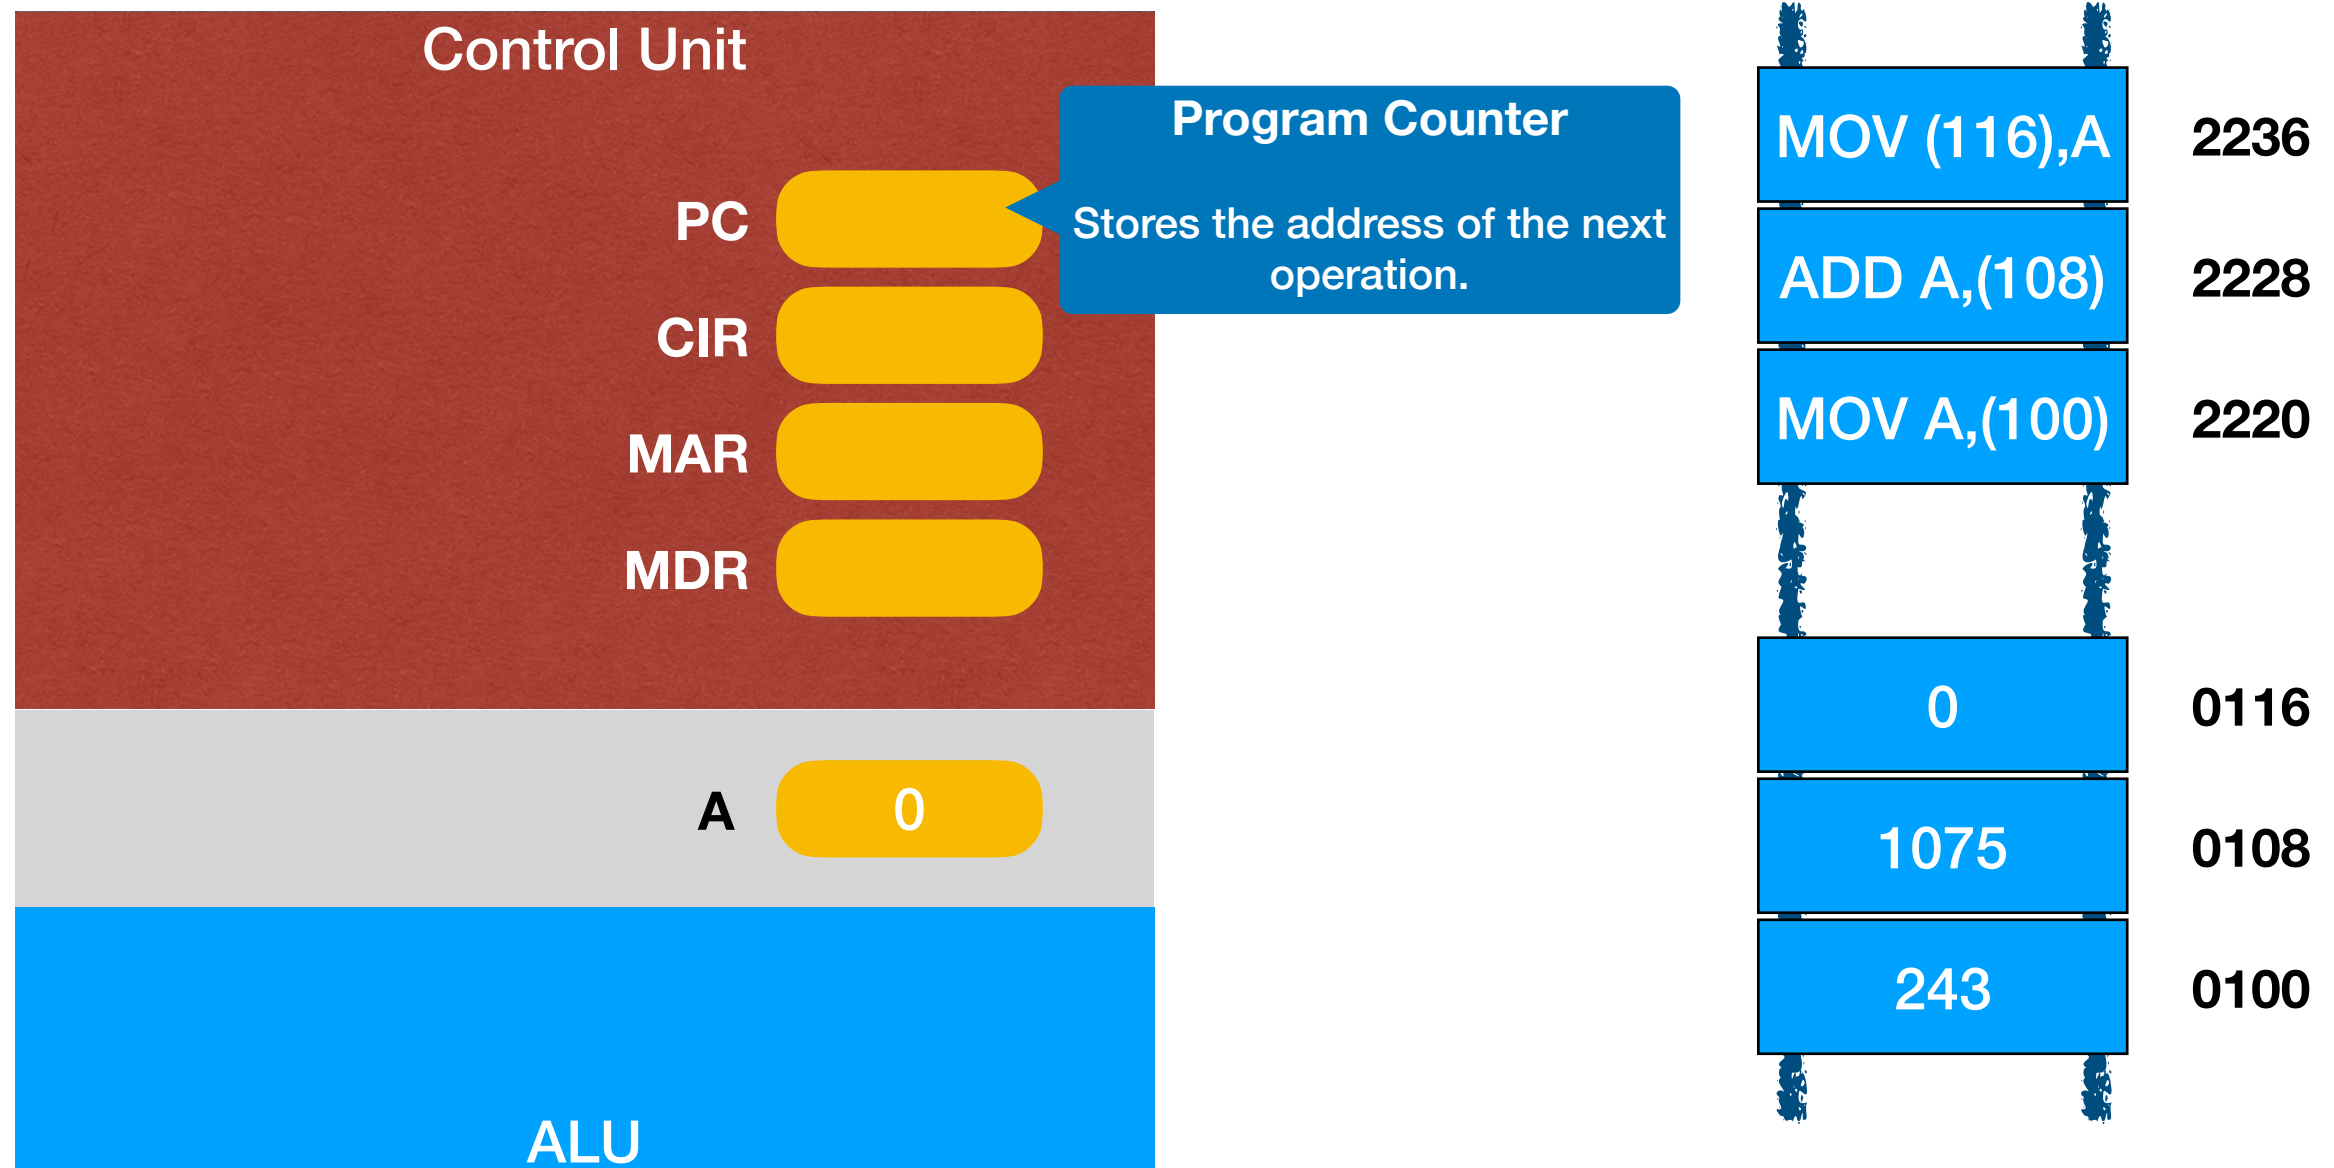 Control Unit
Program Counter
Stores the address of the next
operation.
PC
CIR
MAR
MDR
A
0
ALU
MOV (116),A
2236
ADD A,(108)
2228
MOV A,(100)
2220
0
0116
1075
0108
243
0100